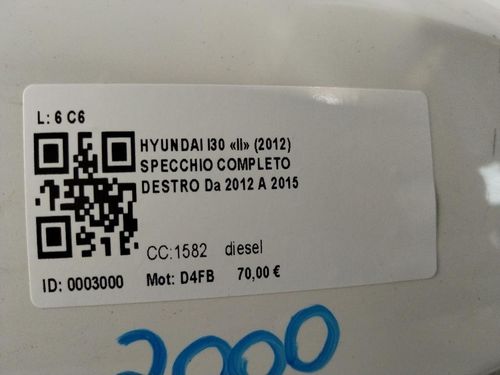 L: 6 C6
HYUNDAI I30 «II» (2012)
SPECCHIO COMPLETO
DESTRO Da 2012 A 2015
CC:1582 diesel
ID: 0003000 Mot: D4FB 70,00 €
2000